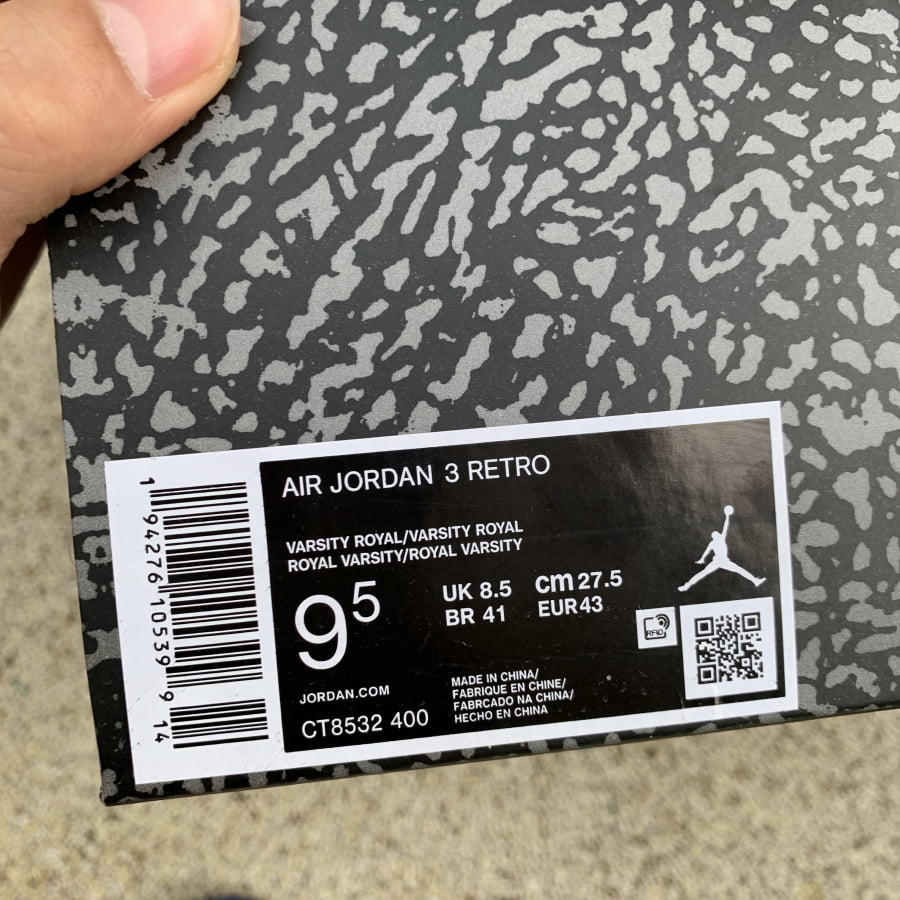 AIR JORDAN 3 RETRO
VARSITY ROYAL/VARSITY ROYAL
ROYAL VARSITY/ROYAL VARSITY
9 5
UK 8.5 cm 27.5
BR 41 EUR 43
RFID
JORDAN.COM
CT8532 400
MADE IN CHINA/
FABRIQUE EN CHINE/
FABRCADO NA CHINA/
HECHO EN CHINA
1 94276 10539 9 14